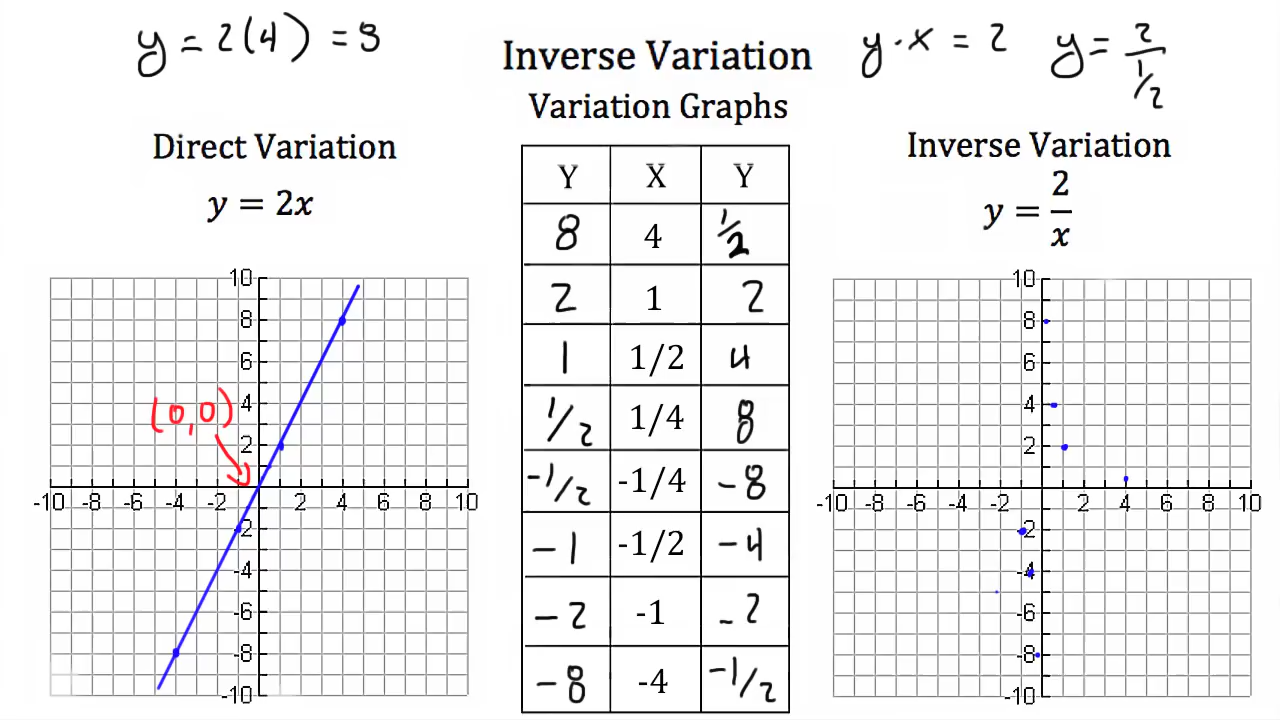 y = 2(4) = 8
Inverse Variation
Variation Graphs
y · x = 2
y = 2/(1/2)
Direct Variation
y = 2x
Inverse Variation
y = 2/x
Y X Y
8 4 1/2
2 1 2
1 1/2 4
1/2 1/4 8
-1/2 -1/4 -8
-1 -1/2 -4
-2 -1 -2
-8 -4 -1/2
10
8
6
(0,0) 4
2
-10 -8 -6 -4 -2 2 4 6 8 10
-2
-4
-6
-8
-10
10
8
6
4
2
-10 -8 -6 -4 -2 2 4 6 8 10
-2
-4
-6
-8
-10